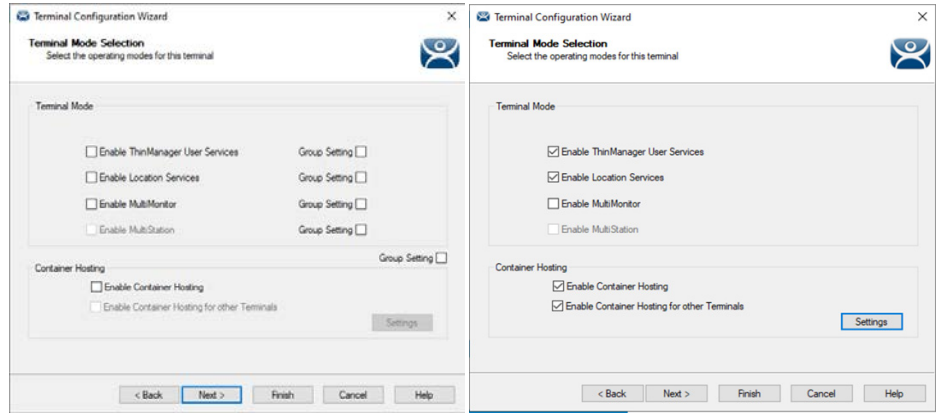 Terminal Configuration Wizard
Terminal Mode Selection
Select the operating modes for this terminal
Terminal Mode
Enable ThinManager User Services Group Setting
Enable Location Services Group Setting
Enable MultiMonitor Group Setting
Enable MultiStation Group Setting
Group Setting
Container Hosting
Enable Container Hosting
Enable Container Hosting for other Terminals
Settings
< Back Next > Finish Cancel Help
Terminal Configuration Wizard
Terminal Mode Selection
Select the operating modes for this terminal
Terminal Mode
Enable ThinManager User Services
Enable Location Services
Enable MultiMonitor
Enable MultiStation
Container Hosting
Enable Container Hosting
Enable Container Hosting for other Terminals
Settings
< Back Next > Finish Cancel Help